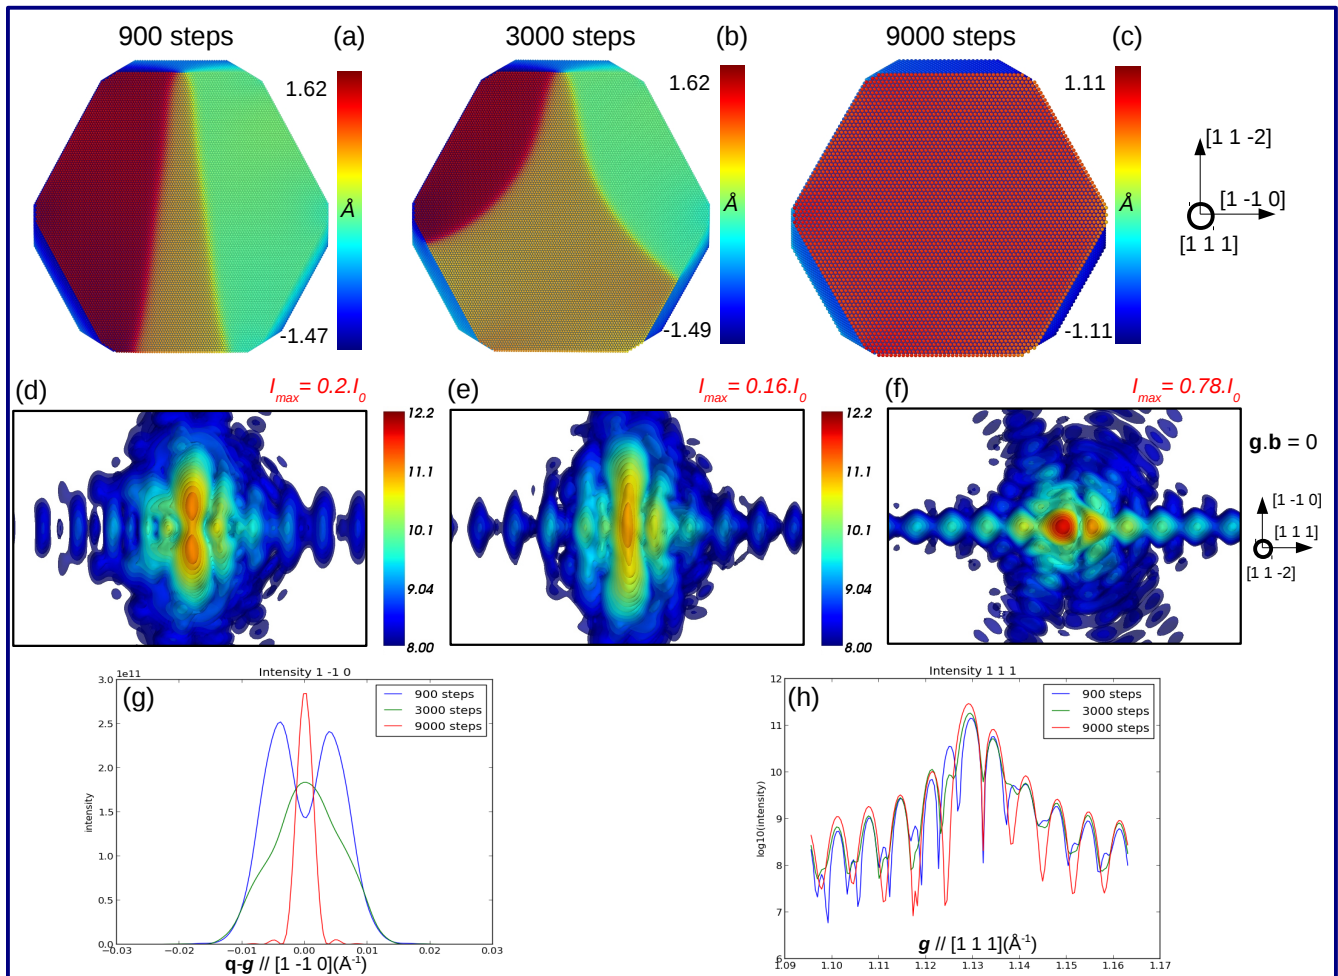 900 steps (a)
3000 steps (b)
9000 steps (c)
1.62
Å
-1.47
1.62
Å
-1.49
1.11
Å
-1.11
[1 1 -2]
[1 -1 0]
[1 1 1]
(d) Imax= 0.2.I0
(e) Imax= 0.16.I0
(f) Imax= 0.78.I0
12.2
11.1
10.1
9.04
8.00
12.2
11.1
10.1
9.04
8.00
g.b = 0
[1 -1 0]
[1 1 1]
[1 1 -2]
Intensity 1 -1 0
1e11
(g)
900 steps
3000 steps
9000 steps
3.0
2.5
2.0
1.5
1.0
0.5
0.0
intensity
-0.03 -0.02 -0.01 0.00 0.01 0.02 0.03
q-g // [1 -1 0](Å-1)
Intensity 1 1 1
(h)
900 steps
3000 steps
9000 steps
12
11
10
9
8
7
6
log10(intensity)
g // [1 1 1](Å-1)
1.09 1.10 1.11 1.12 1.13 1.14 1.15 1.16 1.17